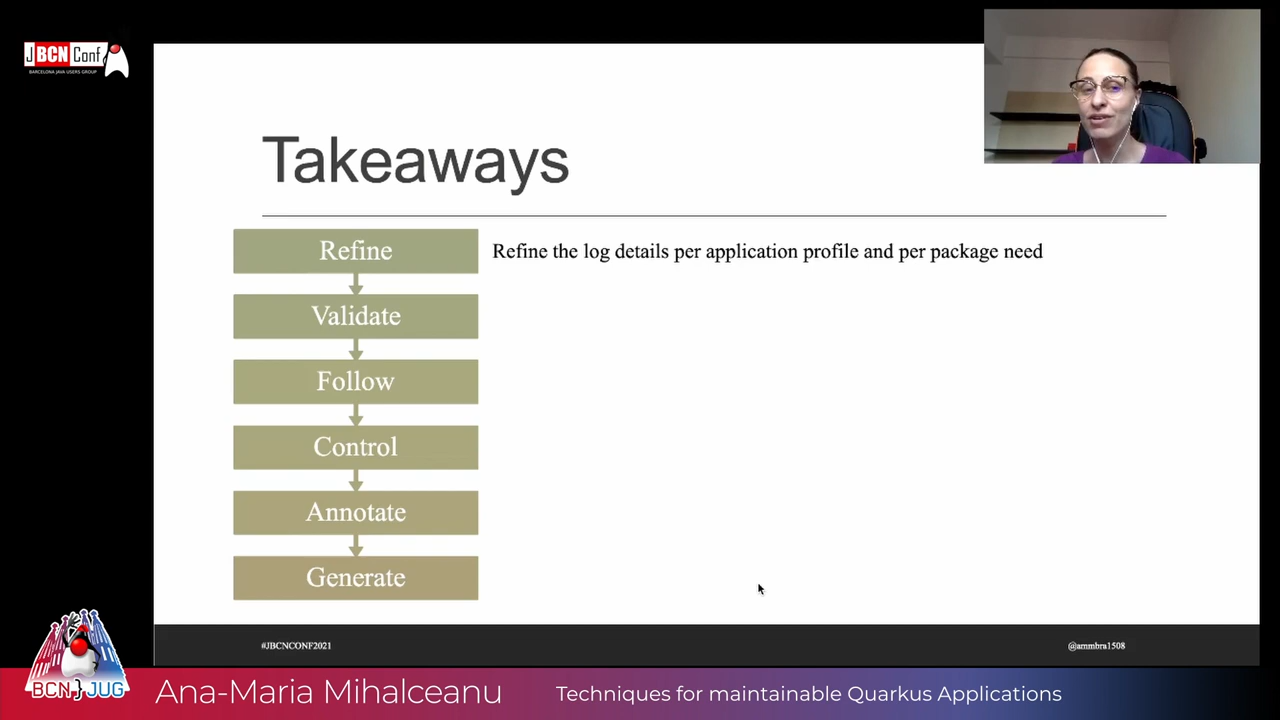 JBCNConf
BARCELONA JAVA USERS GROUP
Takeaways
Refine
Refine the log details per application profile and per package need
Validate
Follow
Control
Annotate
Generate
#JBCNCONF2021
@ammbra1508
BCN JUG
Ana-Maria Mihalceanu
Techniques for maintainable Quarkus Applications